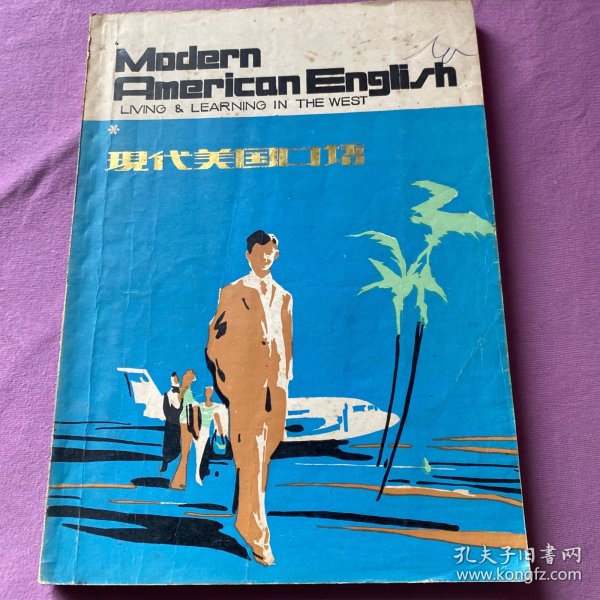 Modern
American English
LIVING & LEARNING IN THE WEST
*
現代美国口语
孔夫子旧书网
www.kongfz.com